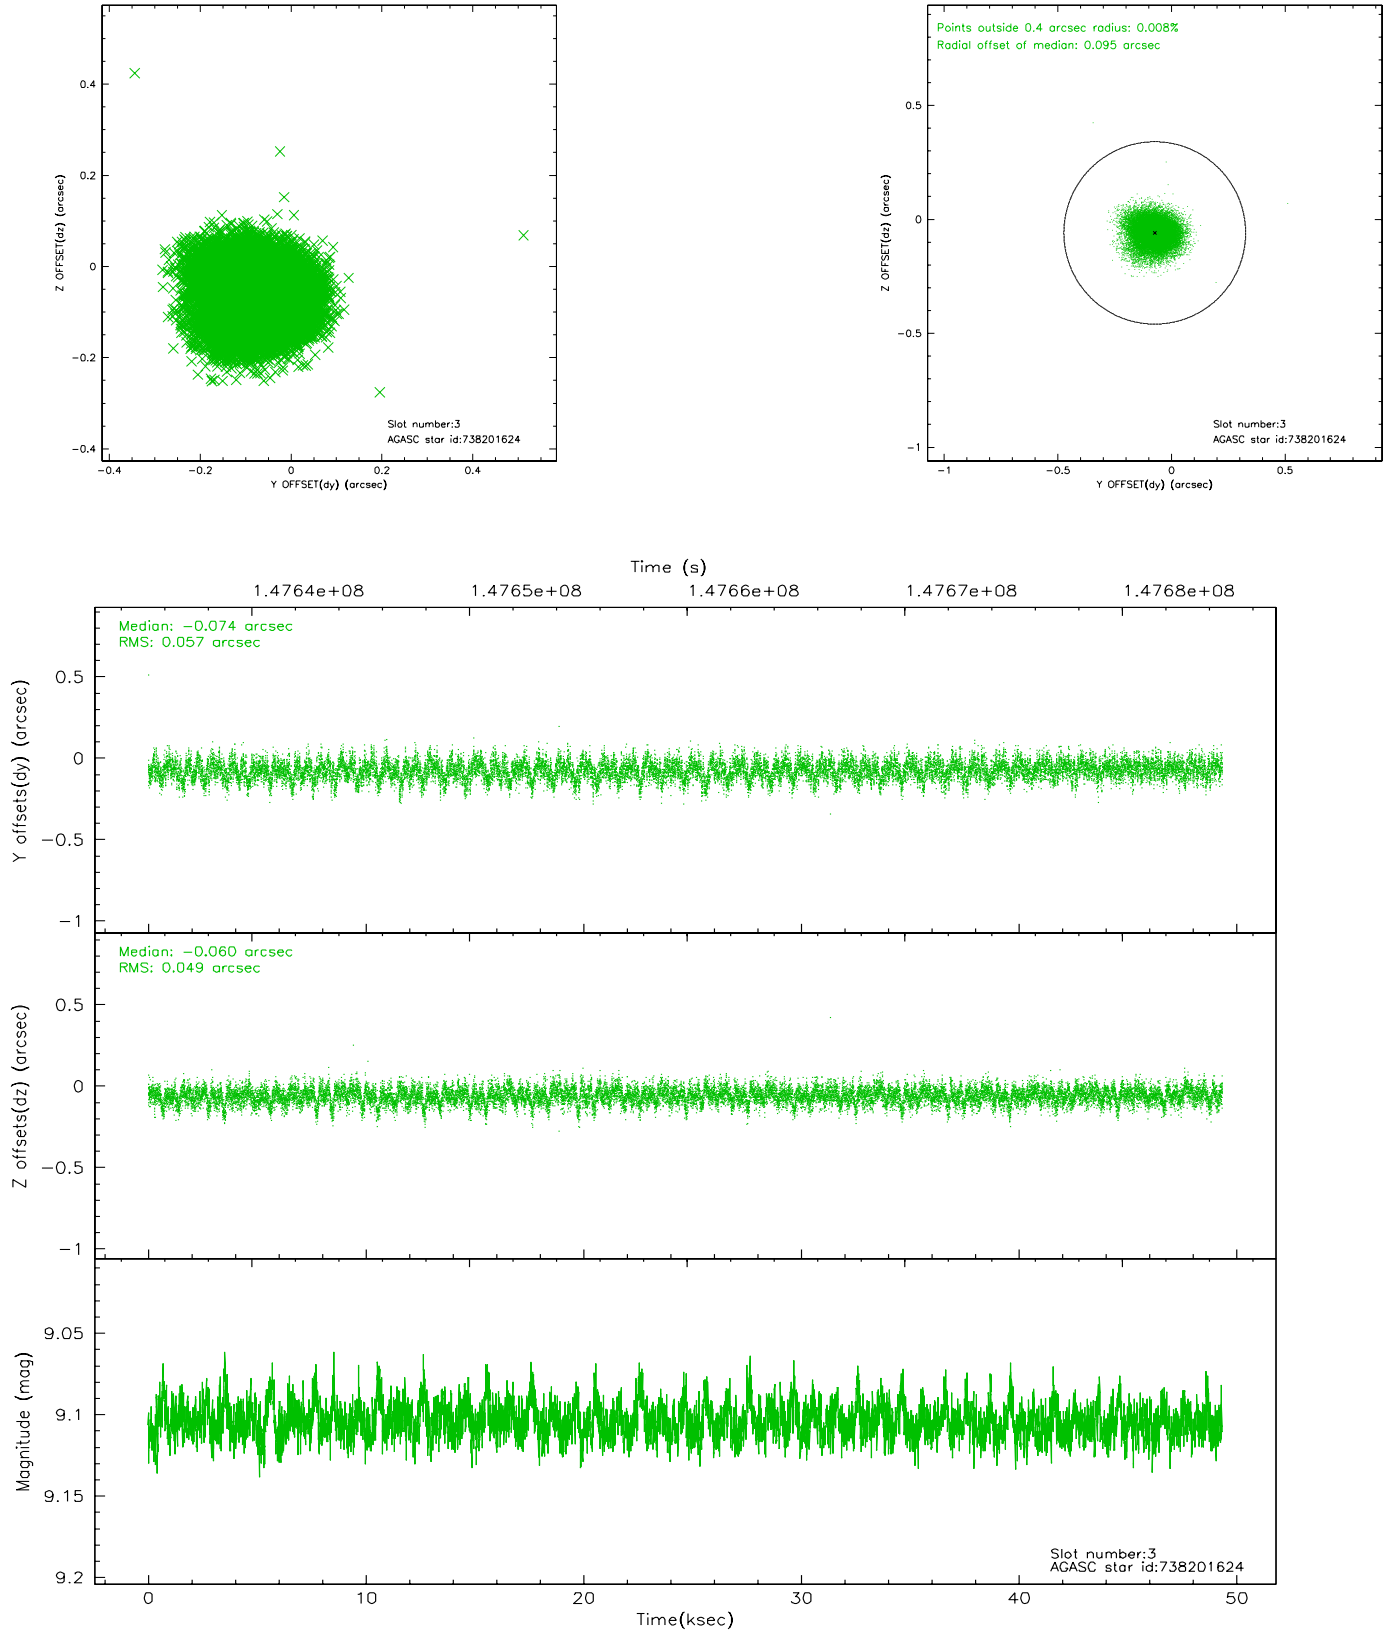 0.4
0.2
0
−0.2
−0.4
Z OFFSET(dz) (arcsec)
Slot number:3
AGASC star id:738201624
−0.4 −0.2 0 0.2 0.4
Y OFFSET(dy) (arcsec)
Points outside 0.4 arcsec radius: 0.008%
Radial offset of median: 0.095 arcsec
0.5
0
−0.5
−1
Z OFFSET(dz) (arcsec)
Slot number:3
AGASC star id:738201624
−1 −0.5 0 0.5
Y OFFSET(dy) (arcsec)
Time (s)
1.4764e+08 1.4765e+08 1.4766e+08 1.4767e+08 1.4768e+08
Median: −0.074 arcsec
RMS: 0.057 arcsec
0.5
0
−0.5
−1
Y offsets(dy) (arcsec)
Median: −0.060 arcsec
RMS: 0.049 arcsec
0.5
0
−0.5
−1
Z offsets(dz) (arcsec)
9.05
9.1
9.15
9.2
Magnitude (mag)
Slot number:3
AGASC star id:738201624
0 10 20 30 40 50
Time(ksec)